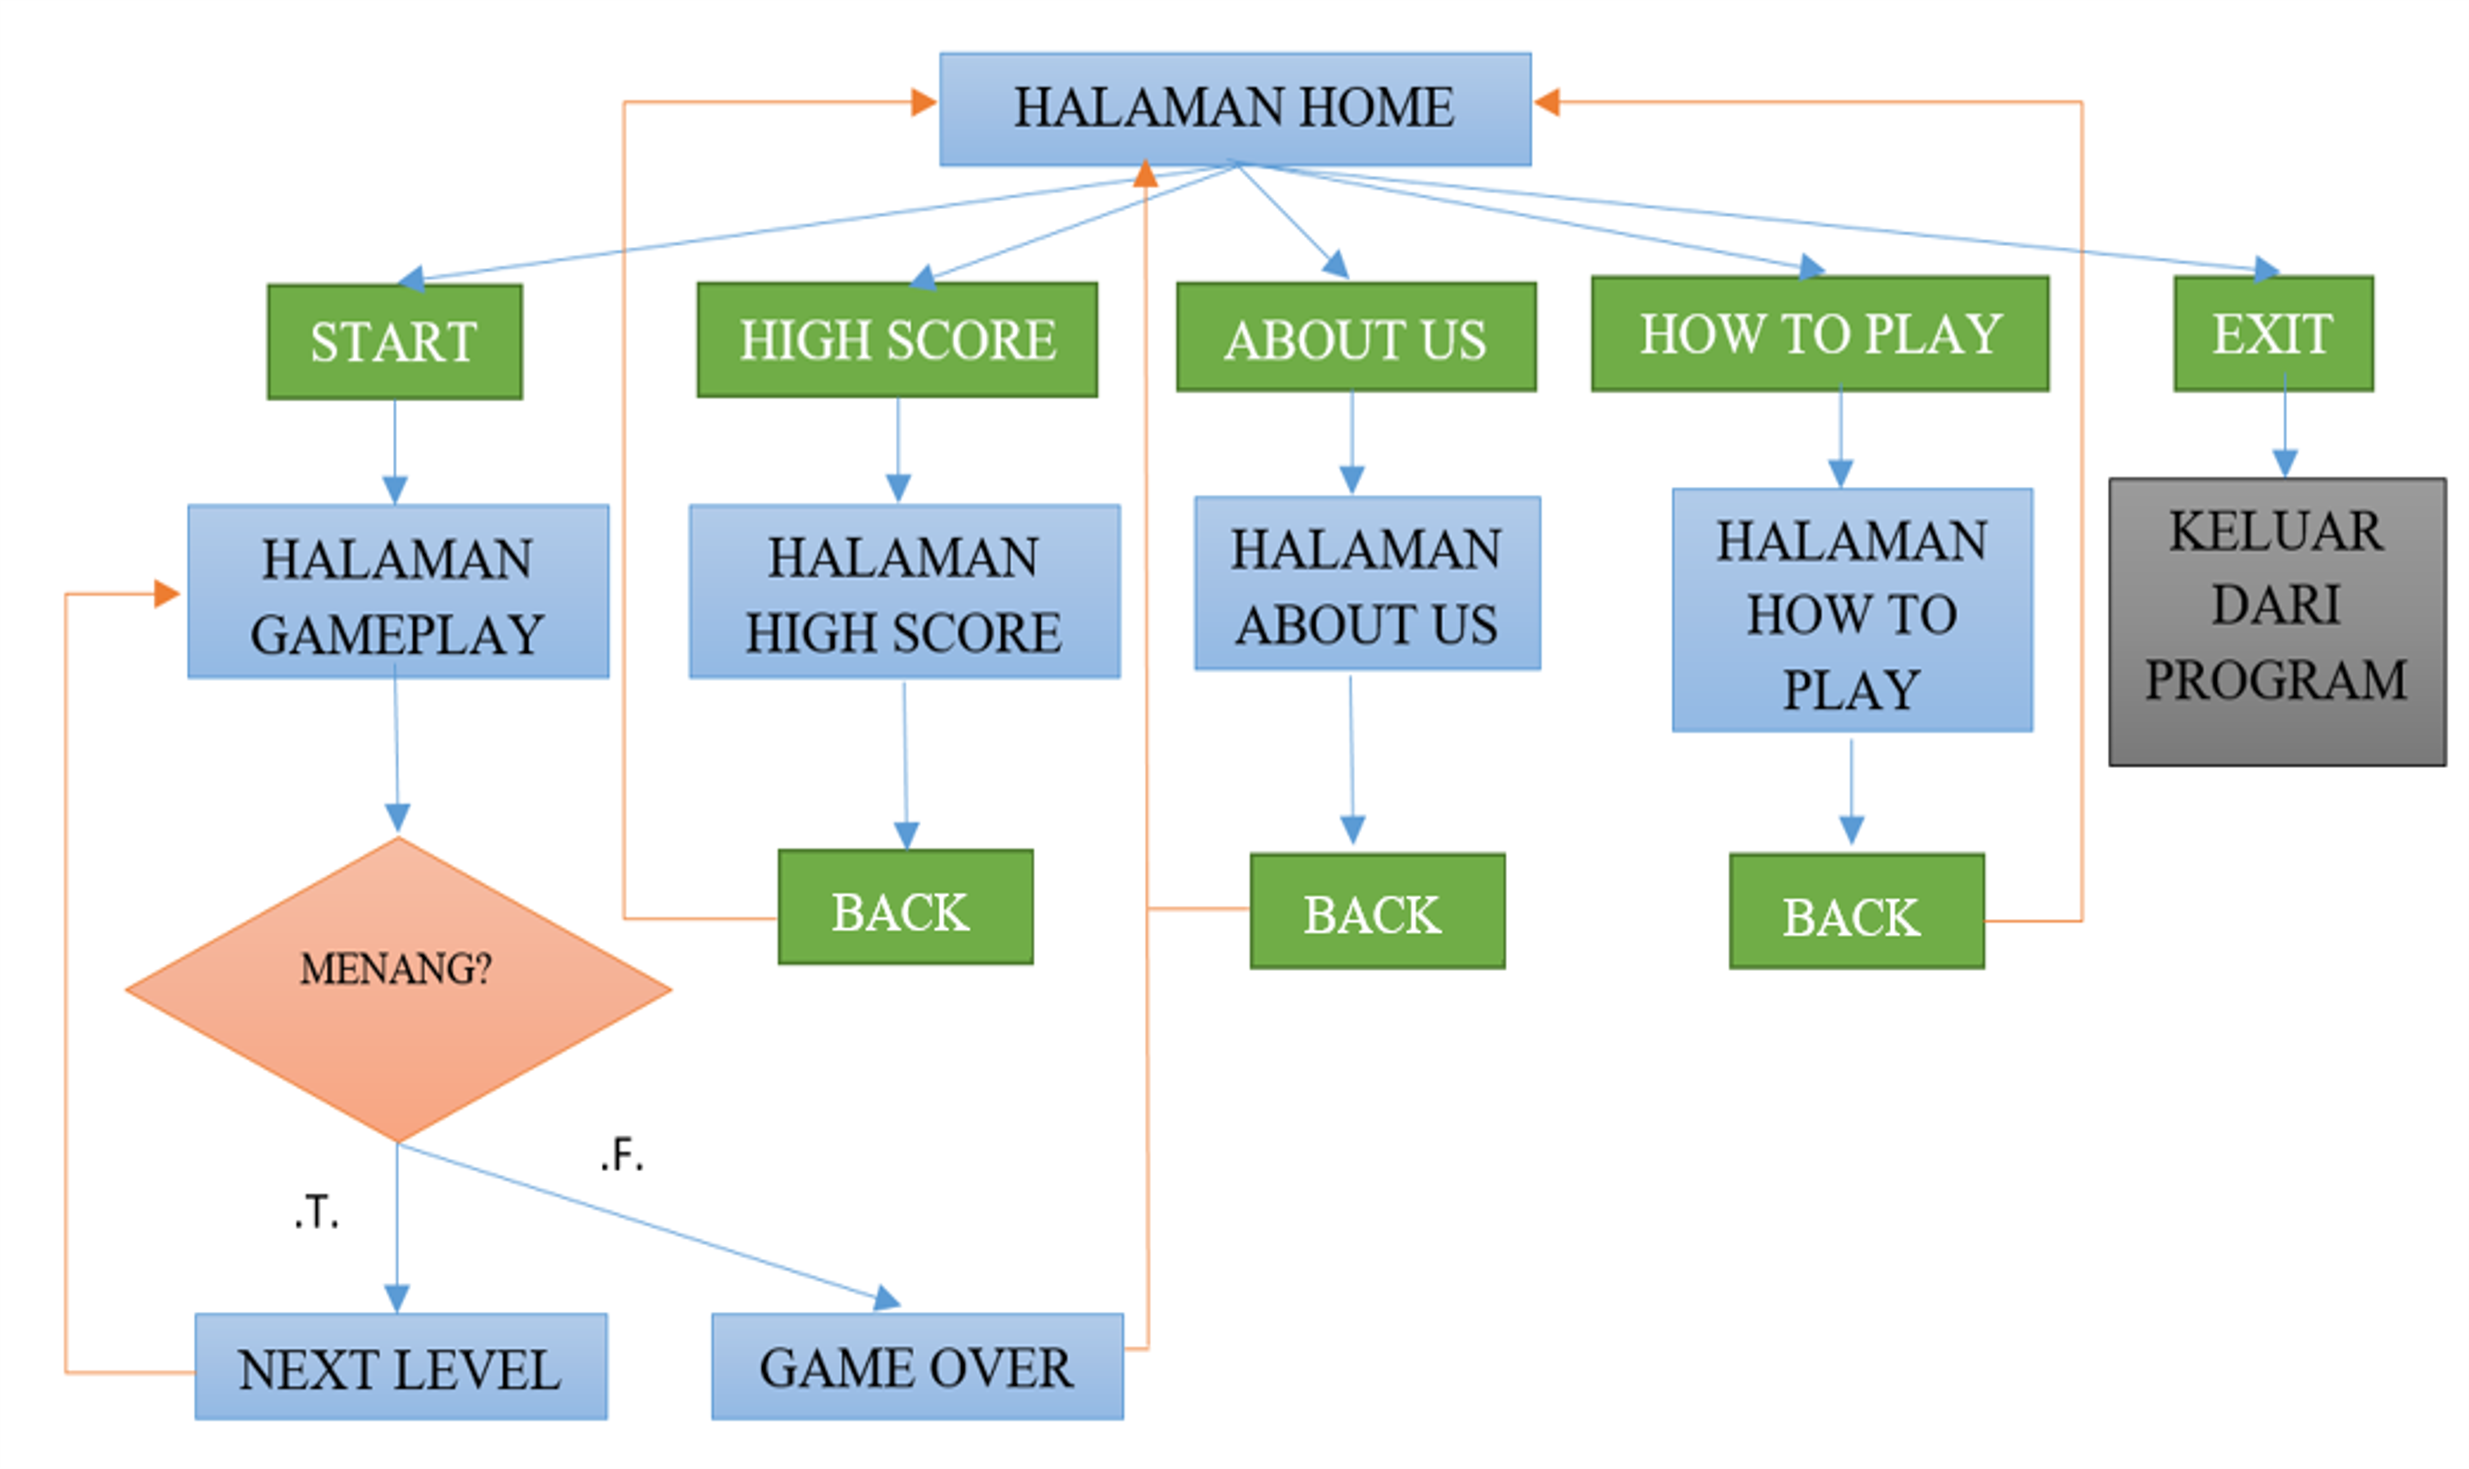 HALAMAN HOME
START
HIGH SCORE
ABOUT US
HOW TO PLAY
EXIT
HALAMAN
GAMEPLAY
HALAMAN
HIGH SCORE
HALAMAN
ABOUT US
HALAMAN
HOW TO
PLAY
KELUAR
DARI
PROGRAM
MENANG?
BACK
BACK
BACK
.F.
.T.
NEXT LEVEL
GAME OVER